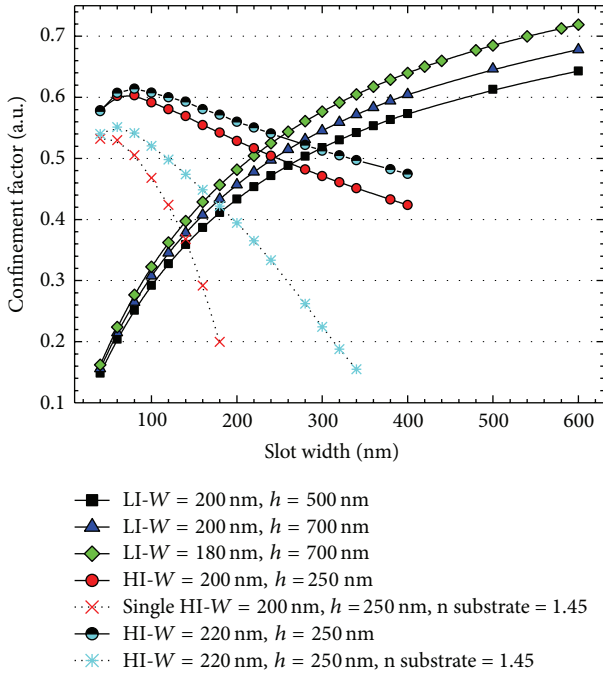 Confinement factor (a.u.)
0.7
0.6
0.5
0.4
0.3
0.2
0.1
100 200 300 400 500 600
Slot width (nm)
LI-W = 200 nm, h = 500 nm
LI-W = 200 nm, h = 700 nm
LI-W = 180 nm, h = 700 nm
HI-W = 200 nm, h = 250 nm
Single HI-W = 200 nm, h = 250 nm, n substrate = 1.45
HI-W = 220 nm, h = 250 nm
HI-W = 220 nm, h = 250 nm, n substrate = 1.45